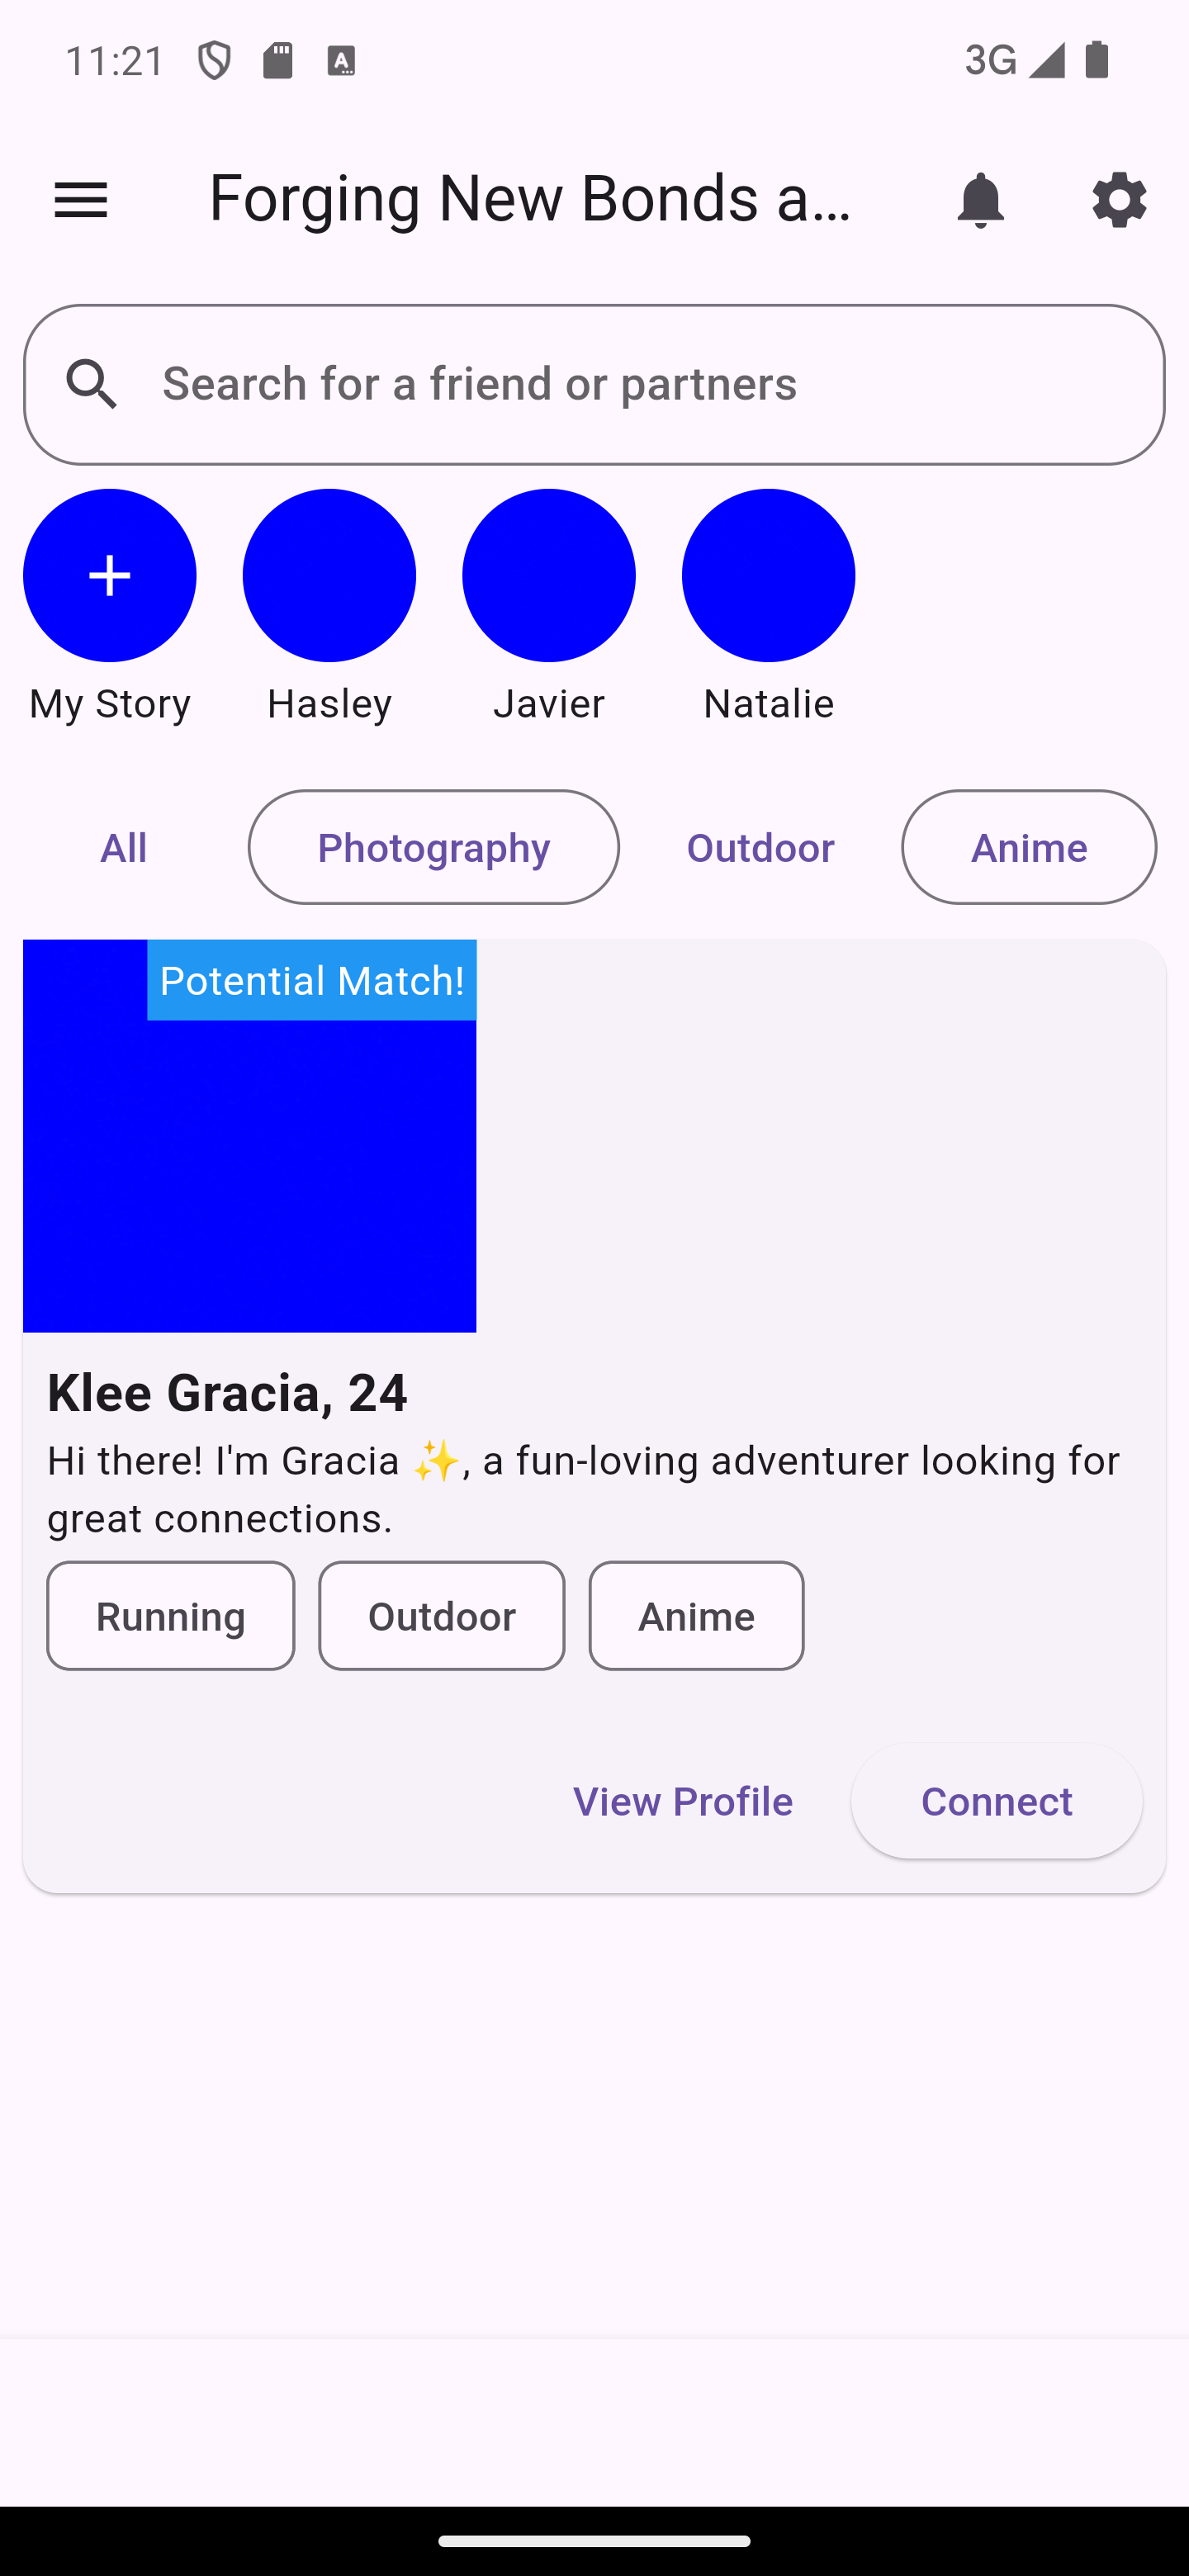 11:21
3G
Forging New Bonds a...
Search for a friend or partners
My Story
Hasley
Javier
Natalie
All
Photography
Outdoor
Anime
Potential Match!
Klee Gracia, 24
Hi there! I'm Gracia ✨, a fun-loving adventurer looking for
great connections.
Running
Outdoor
Anime
View Profile
Connect